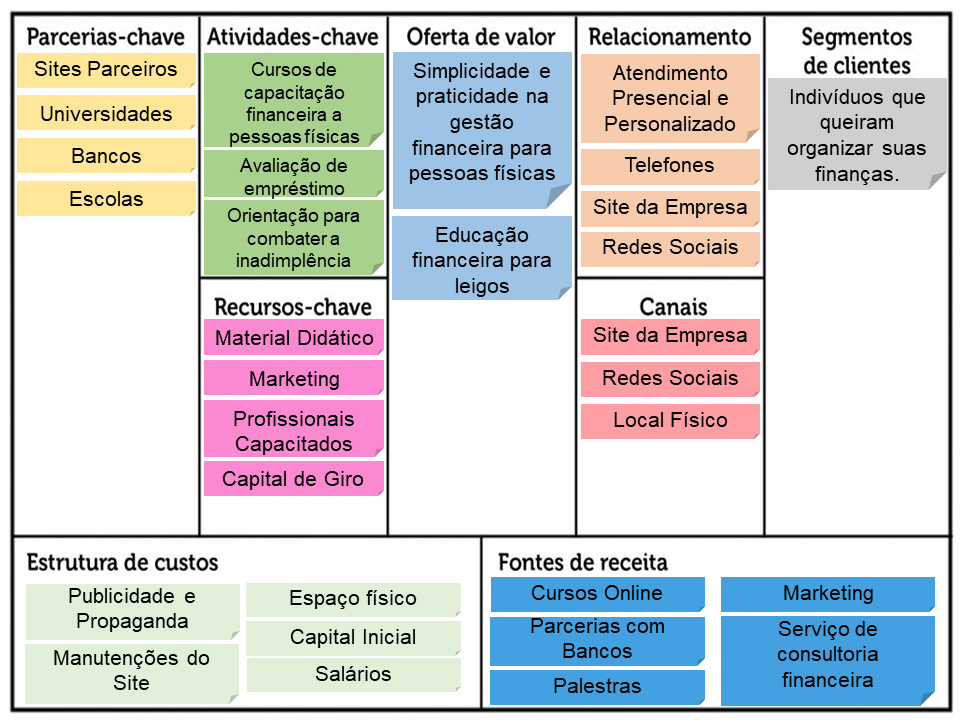 Parcerias-chave
Sites Parceiros
Universidades
Bancos
Escolas
Atividades-chave
Cursos de
capacitação
financeira a
pessoas físicas
Avaliação de
empréstimo
Orientação para
combater a
inadimplência
Recursos-chave
Material Didático
Marketing
Profissionais
Capacitados
Capital de Giro
Oferta de valor
Simplicidade e
praticidade na
gestão
financeira para
pessoas físicas
Educação
financeira para
leigos
Relacionamento
Atendimento
Presencial e
Personalizado
Telefones
Site da Empresa
Redes Sociais
Canais
Site da Empresa
Redes Sociais
Local Físico
Segmentos
de clientes
Indivíduos que
queiram
organizar suas
finanças.
Estrutura de custos
Publicidade e
Propaganda
Manutenções do
Site
Espaço físico
Capital Inicial
Salários
Fontes de receita
Cursos Online
Parcerias com
Bancos
Palestras
Marketing
Serviço de
consultoria
financeira